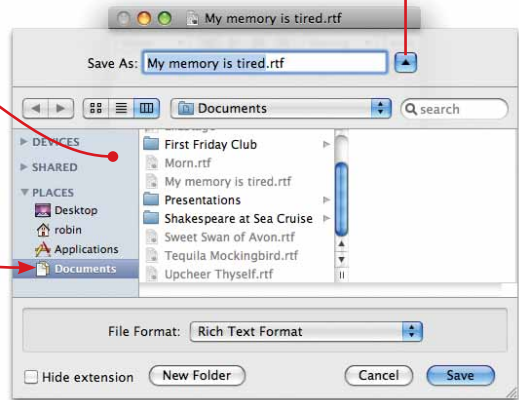 My memory is tired.rtf
Save As: My memory is tired.rtf
Documents
search
DEVICES
SHARED
PLACES
Desktop
robin
Applications
Documents
First Friday Club
Morn.rtf
My memory is tired.rtf
Presentations
Shakespeare at Sea Cruise
Sweet Swan of Avon.rtf
Tequila Mockingbird.rtf
Upcheer Thyself.rtf
File Format: Rich Text Format
Hide extension New Folder Cancel Save